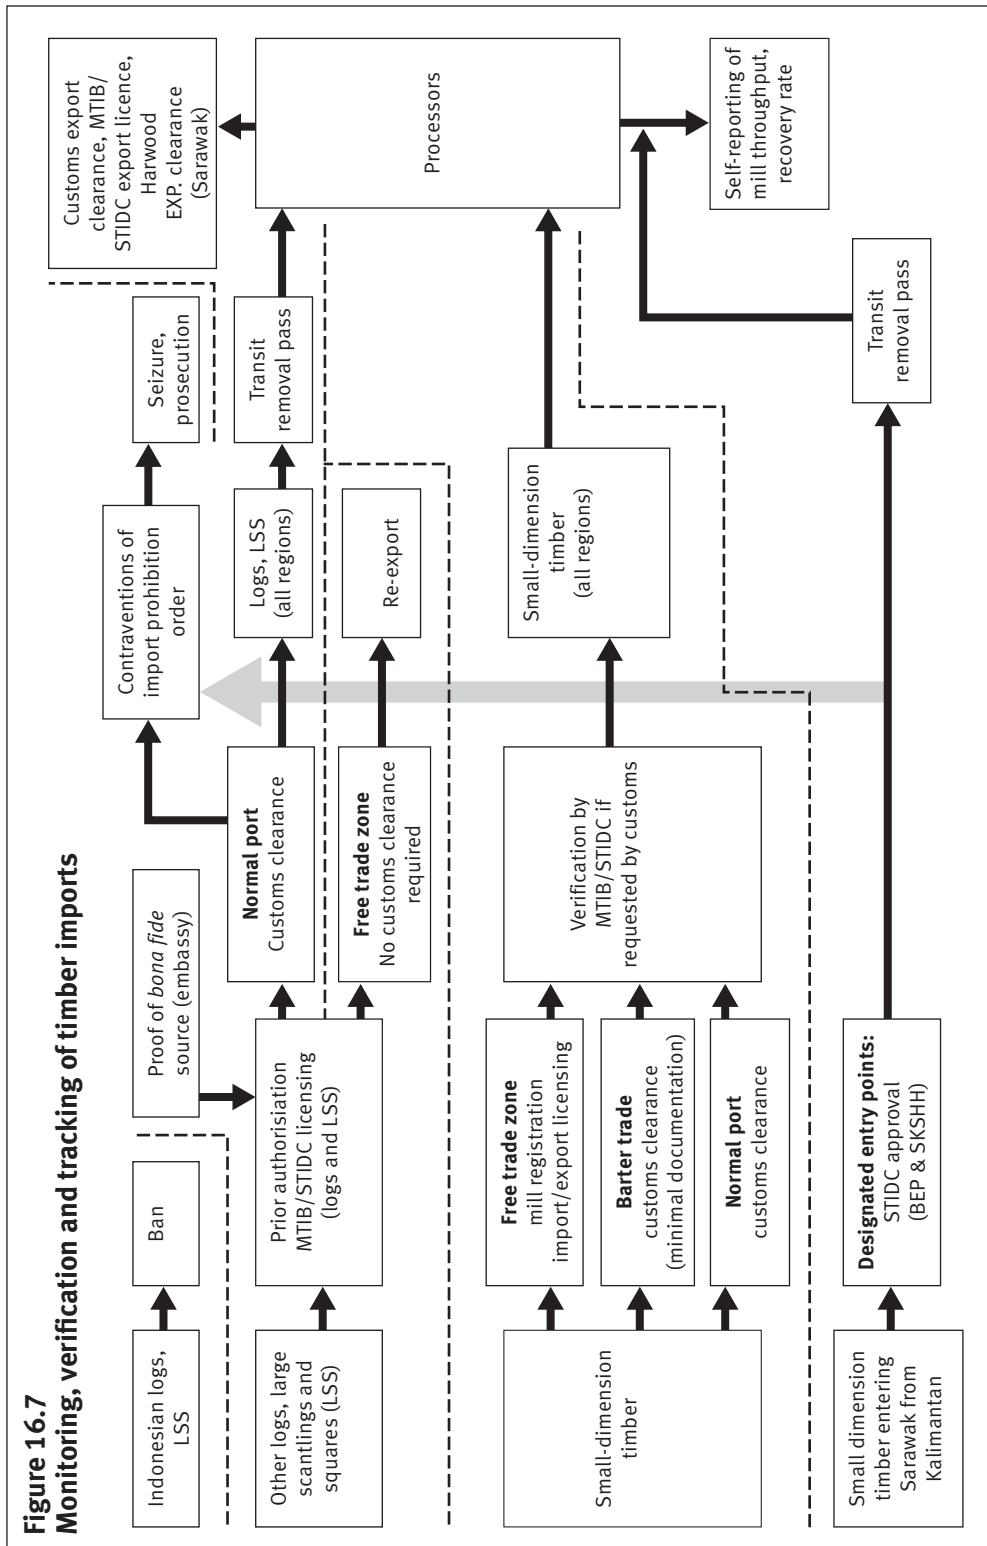 Figure 16.7
Monitoring, verification and tracking of timber imports
Indonesian logs,
LSS
Ban
Proof of bona fide
source (embassy)
Contraventions of
import prohibition
order
Seizure,
prosecution
Customs export
clearance, MTIB/
STIDC export licence,
Harwood
EXP. clearance
(Sarawak)
Other logs, large
scantlings and
squares (LSS)
Prior authorisiation
MTIB/STIDC licensing
(logs and LSS)
Normal port
Customs clearance
Logs, LSS
(all regions)
Transit
removal pass
Processors
Free trade zone
No customs clearance
required
Re-export
Small-dimension
timber
Free trade zone
mill registration
import/export licensing
Barter trade
customs clearance
(minimal documentation)
Normal port
customs clearance
Verification by
MTIB/STIDC if
requested by customs
Small-dimension
timber
(all regions)
Self-reporting of
mill throughput,
recovery rate
Small dimension
timber entering
Sarawak from
Kalimantan
Designated entry points:
STIDC approval
(BEP & SKSHH)
Transit
removal pass